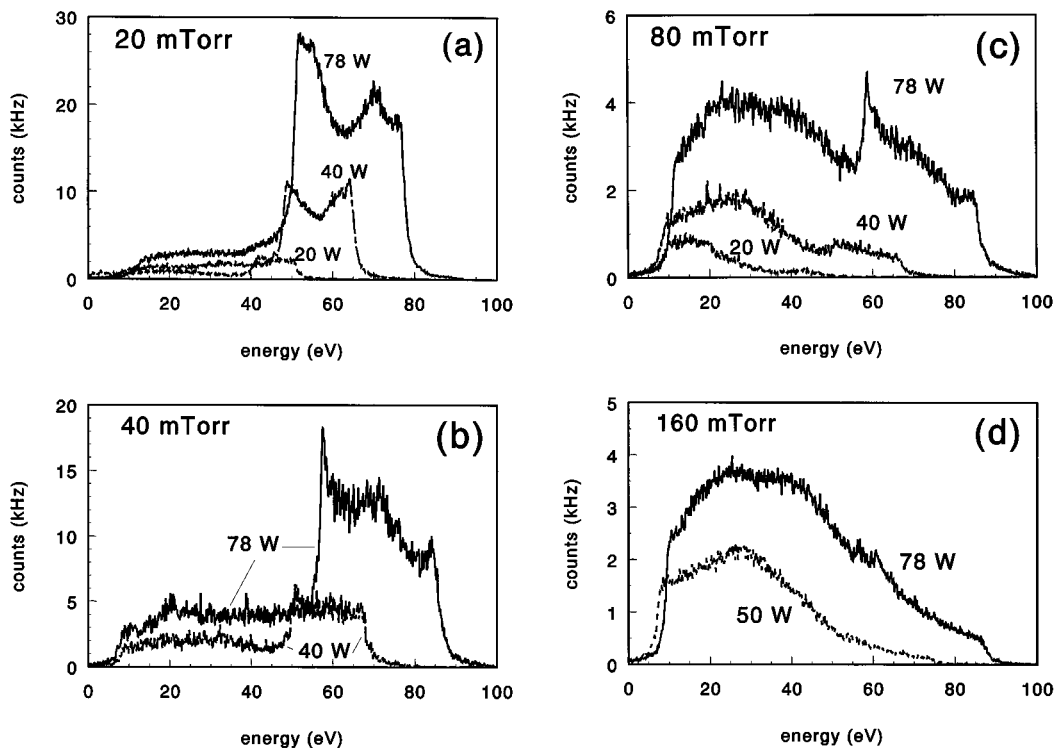 20 mTorr
(a)
30
20
10
0
counts (kHz)
78 W
40 W
20 W
0 20 40 60 80 100
energy (eV)
80 mTorr
(c)
6
4
2
0
counts (kHz)
78 W
40 W
20 W
0 20 40 60 80 100
energy (eV)
40 mTorr
(b)
20
15
10
5
0
counts (kHz)
78 W
40 W
0 20 40 60 80 100
energy (eV)
160 mTorr
(d)
5
4
3
2
1
0
counts (kHz)
78 W
50 W
0 20 40 60 80 100
energy (eV)